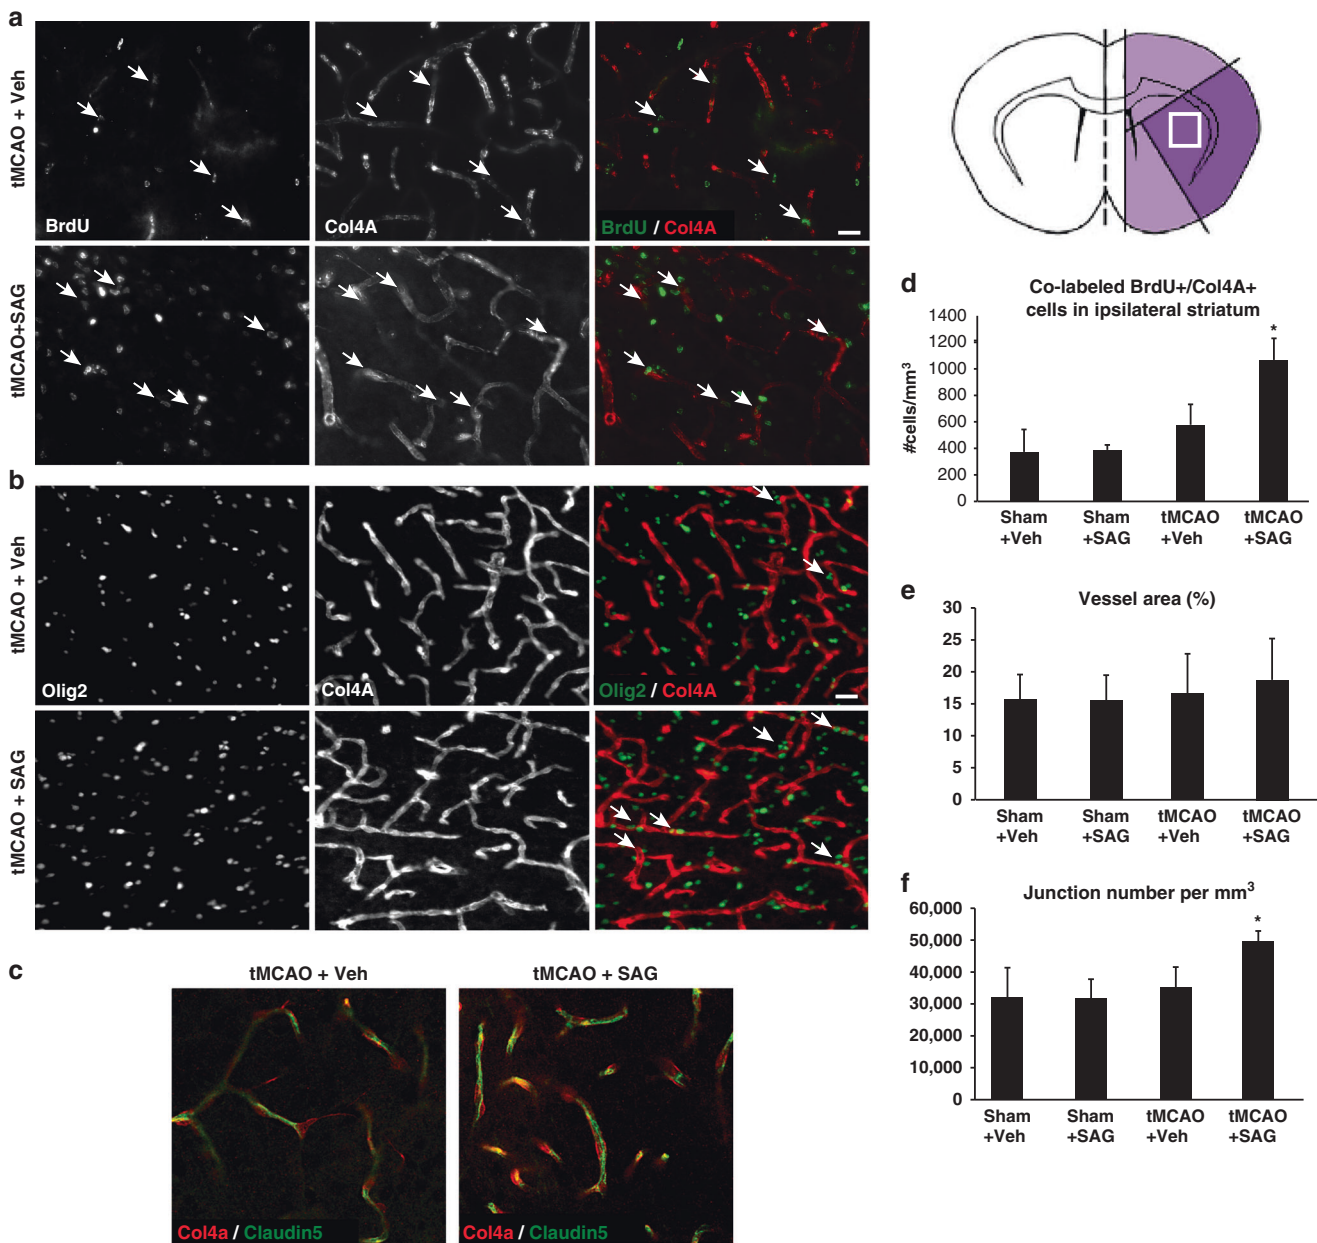 a
tMCAO + Veh
BrdU
Col4A
BrdU / Col4A
tMCAO+SAG
b
tMCAO + Veh
Olig2
Col4A
Olig2 / Col4A
tMCAO + SAG
c
tMCAO + Veh
tMCAO + SAG
Col4a / Claudin5
Col4a / Claudin5
d
Co-labeled BrdU+/Col4A+
cells in ipsilateral striatum
#cells/mm³
1400
1200
1000
800
600
400
200
0
*
Sham
+Veh
Sham
+SAG
tMCAO
+Veh
tMCAO
+SAG
e
Vessel area (%)
30
25
20
15
10
5
0
Sham
+Veh
Sham
+SAG
tMCAO
+Veh
tMCAO
+SAG
f
Junction number per mm³
60,000
50,000
40,000
30,000
20,000
10,000
0
*
Sham
+Veh
Sham
+SAG
tMCAO
+Veh
tMCAO
+SAG